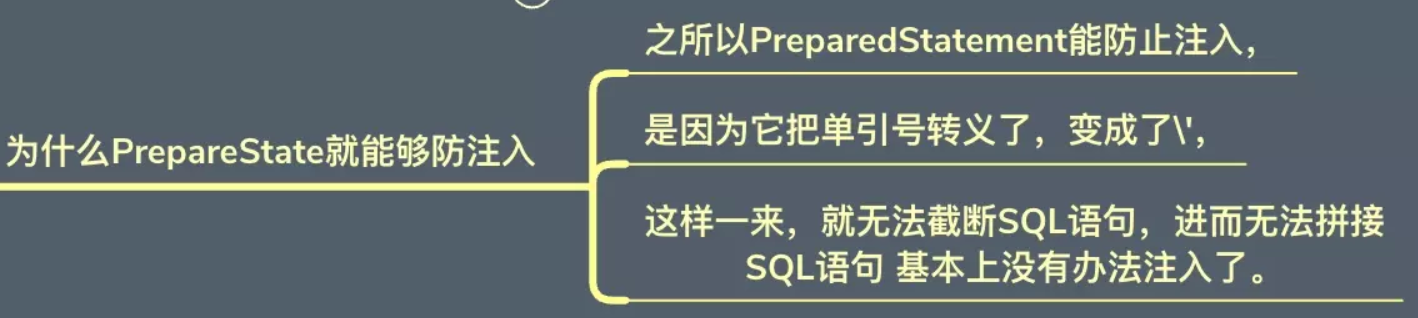 为什么PrepareState就能够防注入
之所以PreparedStatement能防止注入，
是因为它把单引号转义了，变成了\'，
这样一来，就无法截断SQL语句，进而无法拼接
SQL语句 基本上没有办法注入了。